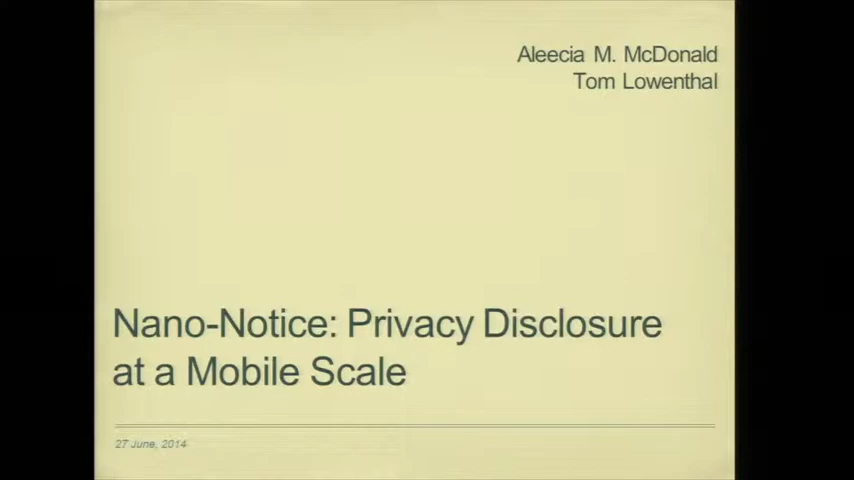 Aleecia M. McDonald
Tom Lowenthal
Nano-Notice: Privacy Disclosure
at a Mobile Scale
27 June, 2014